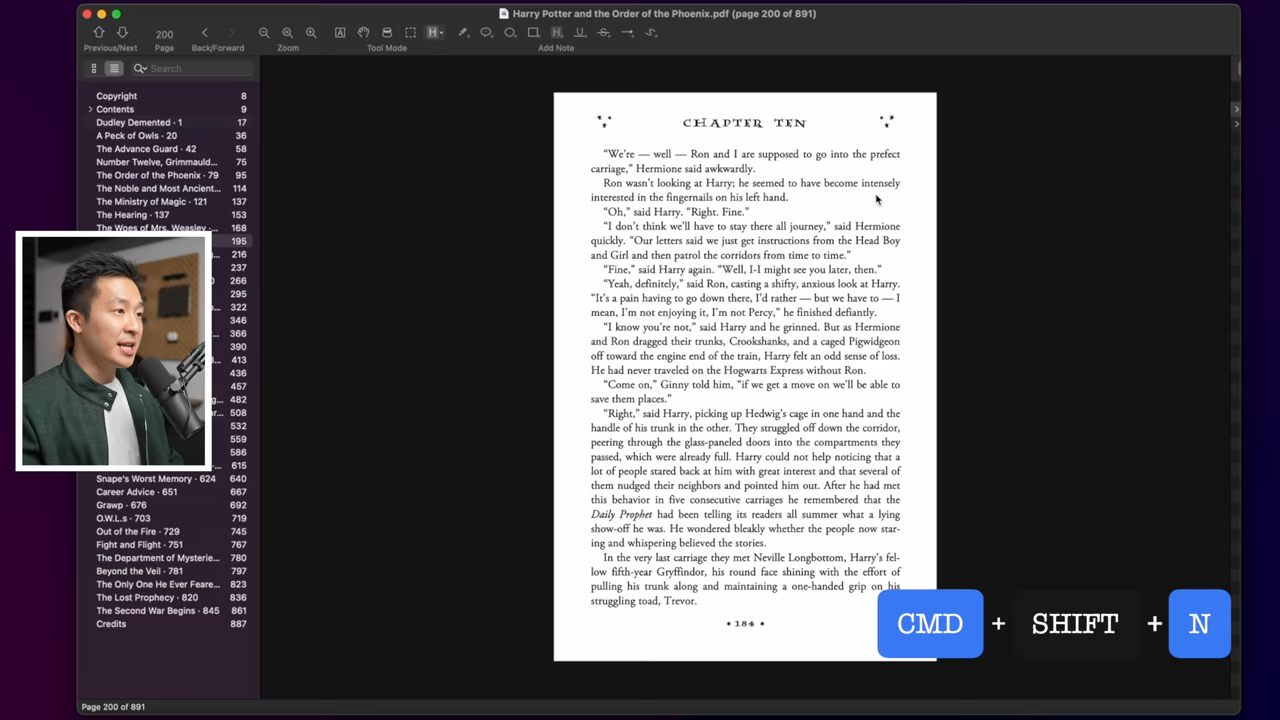 Harry Potter and the Order of the Phoenix.pdf (page 200 of 891)
200
Previous/Next
Page
Back/Forward
Zoom
Tool Mode
Add Note
Search
Copyright 8
Contents 9
Dudley Demented · 1 17
A Peck of Owls · 20 36
The Advance Guard · 42 58
Number Twelve, Grimmauld... 75
The Order of the Phoenix · 79 95
The Noble and Most Ancient... 114
The Ministry of Magic · 121 137
The Hearing · 137 153
The Woes of Mrs. Weasley ·... 168
195
216
237
266
295
322
346
366
390
413
436
457
482
508
532
559
586
615
Snape's Worst Memory · 624 640
Career Advice · 651 667
Grawp · 676 692
O.W.L.s · 703 719
Out of the Fire · 729 745
Fight and Flight · 751 767
The Department of Mysterie... 780
Beyond the Veil · 781 797
The Only One He Ever Feare... 823
The Lost Prophecy · 820 836
The Second War Begins · 845 861
Credits 887
CHAPTER TEN
“We're — well — Ron and I are supposed to go into the prefect
carriage,” Hermione said awkwardly.
Ron wasn't looking at Harry; he seemed to have become intensely
interested in the fingernails on his left hand.
“Oh,” said Harry. “Right. Fine.”
“I don't think we'll have to stay there all journey,” said Hermione
quickly. “Our letters said we just get instructions from the Head Boy
and Girl and then patrol the corridors from time to time.”
“Fine,” said Harry again. “Well, I-I might see you later, then.”
“Yeah, definitely,” said Ron, casting a shifty, anxious look at Harry.
“It's a pain having to go down there, I'd rather — but we have to — I
mean, I'm not enjoying it, I'm not Percy,” he finished defiantly.
“I know you're not,” said Harry and he grinned. But as Hermione
and Ron dragged their trunks, Crookshanks, and a caged Pigwidgeon
off toward the engine end of the train, Harry felt an odd sense of loss.
He had never traveled on the Hogwarts Express without Ron.
“Come on,” Ginny told him, “if we get a move on we'll be able to
save them places.”
“Right,” said Harry, picking up Hedwig's cage in one hand and the
handle of his trunk in the other. They struggled off down the corridor,
peering through the glass-paneled doors into the compartments they
passed, which were already full. Harry could not help noticing that a
lot of people stared back at him with great interest and that several of
them nudged their neighbors and pointed him out. After he had met
this behavior in five consecutive carriages he remembered that the
Daily Prophet had been telling its readers all summer what a lying
show-off he was. He wondered bleakly whether the people now star-
ing and whispering believed the stories.
In the very last carriage they met Neville Longbottom, Harry's fel-
low fifth-year Gryffindor, his round face shining with the effort of
pulling his trunk along and maintaining a one-handed grip on his
struggling toad, Trevor.
• 184 •
CMD + SHIFT + N
Page 200 of 891